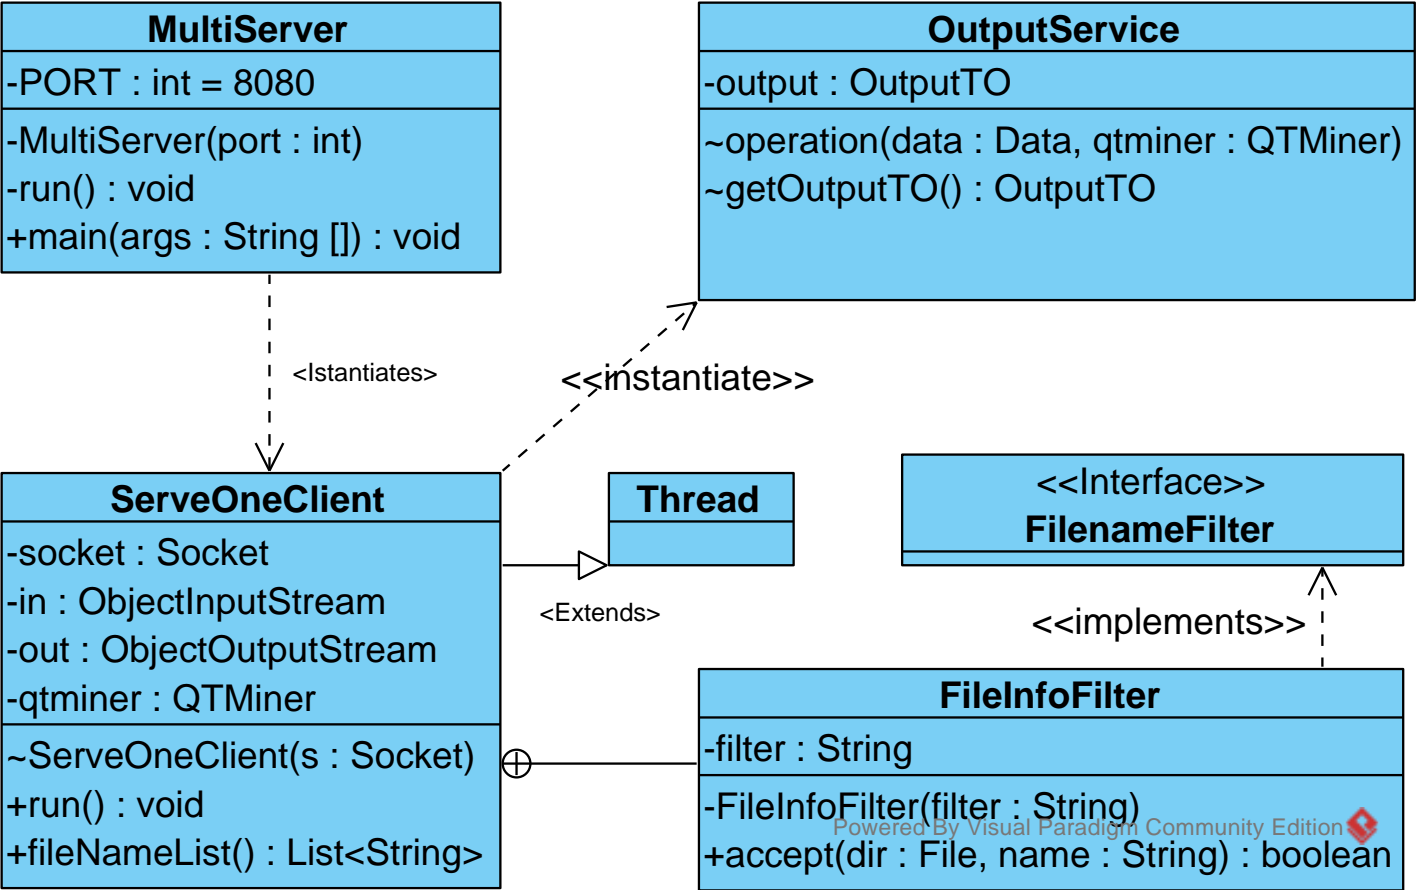 MultiServer
-PORT : int = 8080
-MultiServer(port : int)
-run() : void
+main(args : String []) : void
OutputService
-output : OutputTO
~operation(data : Data, qtminer : QTMiner)
~getOutputTO() : OutputTO
<Istantiates>
<<instantiate>>
ServeOneClient
-socket : Socket
-in : ObjectInputStream
-out : ObjectOutputStream
-qtminer : QTMiner
~ServeOneClient(s : Socket)
+run() : void
+fileNameList() : List<String>
Thread
<Extends>
<<Interface>>
FilenameFilter
<<implements>>
FileInfoFilter
-filter : String
-FileInfoFilter(filter : String)
+accept(dir : File, name : String) : boolean
Powered By Visual Paradigm Community Edition